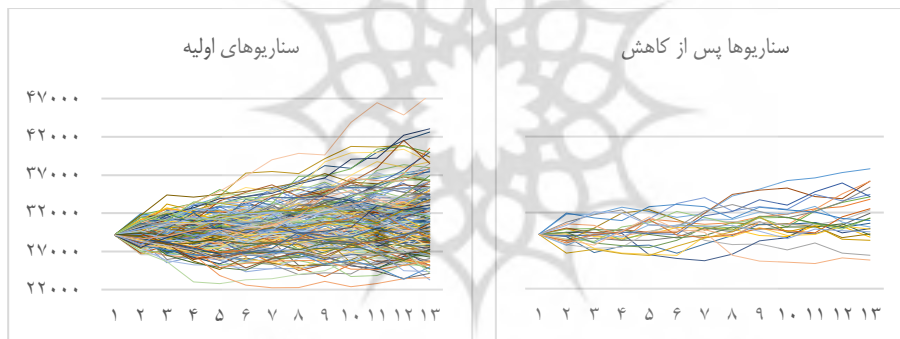 سناریوهای اولیه
۴۷۰۰۰
۴۲۰۰۰
۳۷۰۰۰
۳۲۰۰۰
۲۷۰۰۰
۲۲۰۰۰
۱ ۲ ۳ ۴ ۵ ۶ ۷ ۸ ۹ ۱۰ ۱۱ ۱۲ ۱۳
سناریوها پس از کاهش
۱ ۲ ۳ ۴ ۵ ۶ ۷ ۸ ۹ ۱۰ ۱۱ ۱۲ ۱۳